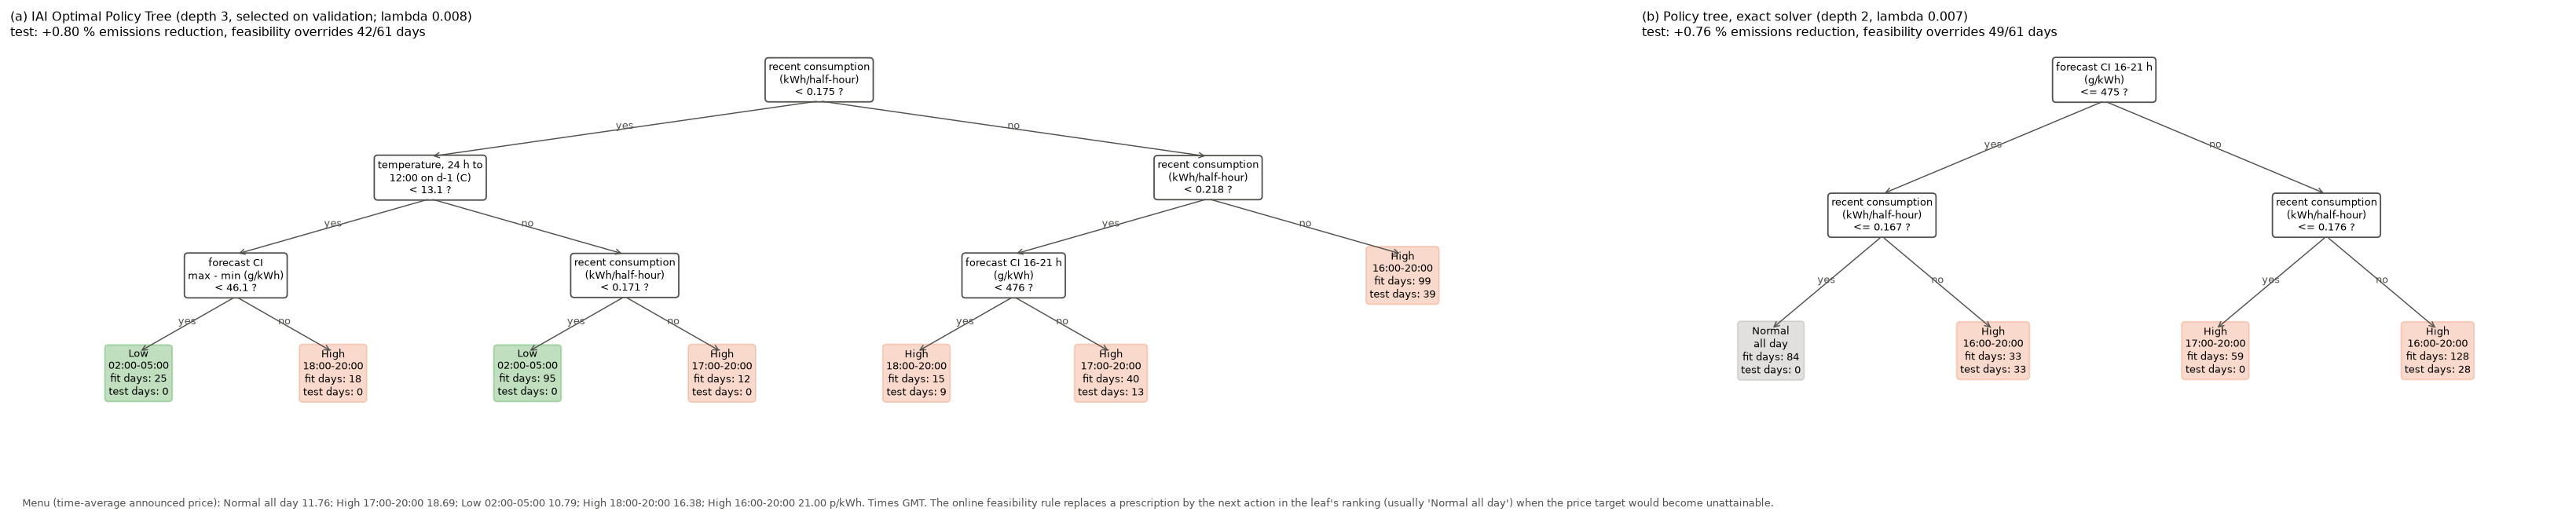 (a) IAI Optimal Policy Tree (depth 3, selected on validation; lambda 0.008)
test: +0.80 % emissions reduction, feasibility overrides 42/61 days
recent consumption
(kWh/half-hour)
< 0.175 ?
yes
no
temperature, 24 h to
12:00 on d-1 (C)
< 13.1 ?
recent consumption
(kWh/half-hour)
< 0.218 ?
yes
no
yes
no
forecast CI
max - min (g/kWh)
< 46.1 ?
recent consumption
(kWh/half-hour)
< 0.171 ?
forecast CI 16-21 h
(g/kWh)
< 476 ?
High
16:00-20:00
fit days: 99
test days: 39
yes
no
yes
no
yes
no
Low
02:00-05:00
fit days: 25
test days: 0
High
18:00-20:00
fit days: 18
test days: 0
Low
02:00-05:00
fit days: 95
test days: 0
High
17:00-20:00
fit days: 12
test days: 0
High
18:00-20:00
fit days: 15
test days: 9
High
17:00-20:00
fit days: 40
test days: 13
(b) Policy tree, exact solver (depth 2, lambda 0.007)
test: +0.76 % emissions reduction, feasibility overrides 49/61 days
forecast CI 16-21 h
(g/kWh)
<= 475 ?
yes
no
recent consumption
(kWh/half-hour)
<= 0.167 ?
recent consumption
(kWh/half-hour)
<= 0.176 ?
yes
no
yes
no
Normal
all day
fit days: 84
test days: 0
High
16:00-20:00
fit days: 33
test days: 33
High
17:00-20:00
fit days: 59
test days: 0
High
16:00-20:00
fit days: 128
test days: 28
Menu (time-average announced price): Normal all day 11.76; High 17:00-20:00 18.69; Low 02:00-05:00 10.79; High 18:00-20:00 16.38; High 16:00-20:00 21.00 p/kWh. Times GMT. The online feasibility rule replaces a prescription by the next action in the leaf's ranking (usually 'Normal all day') when the price target would become unattainable.